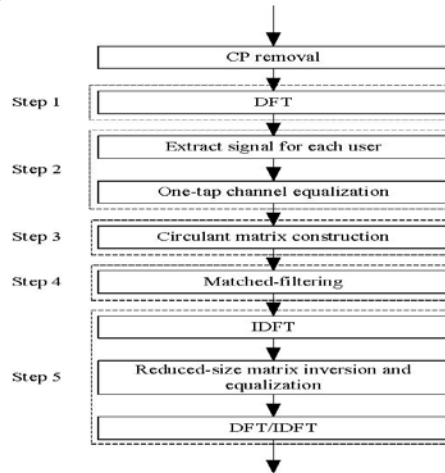 CP removal
Step 1
DFT
Extract signal for each user
Step 2
One-tap channel equalization
Step 3
Circulant matrix construction
Step 4
Matched-filtering
IDFT
Step 5
Reduced-size matrix inversion and
equalization
DFT/IDFT